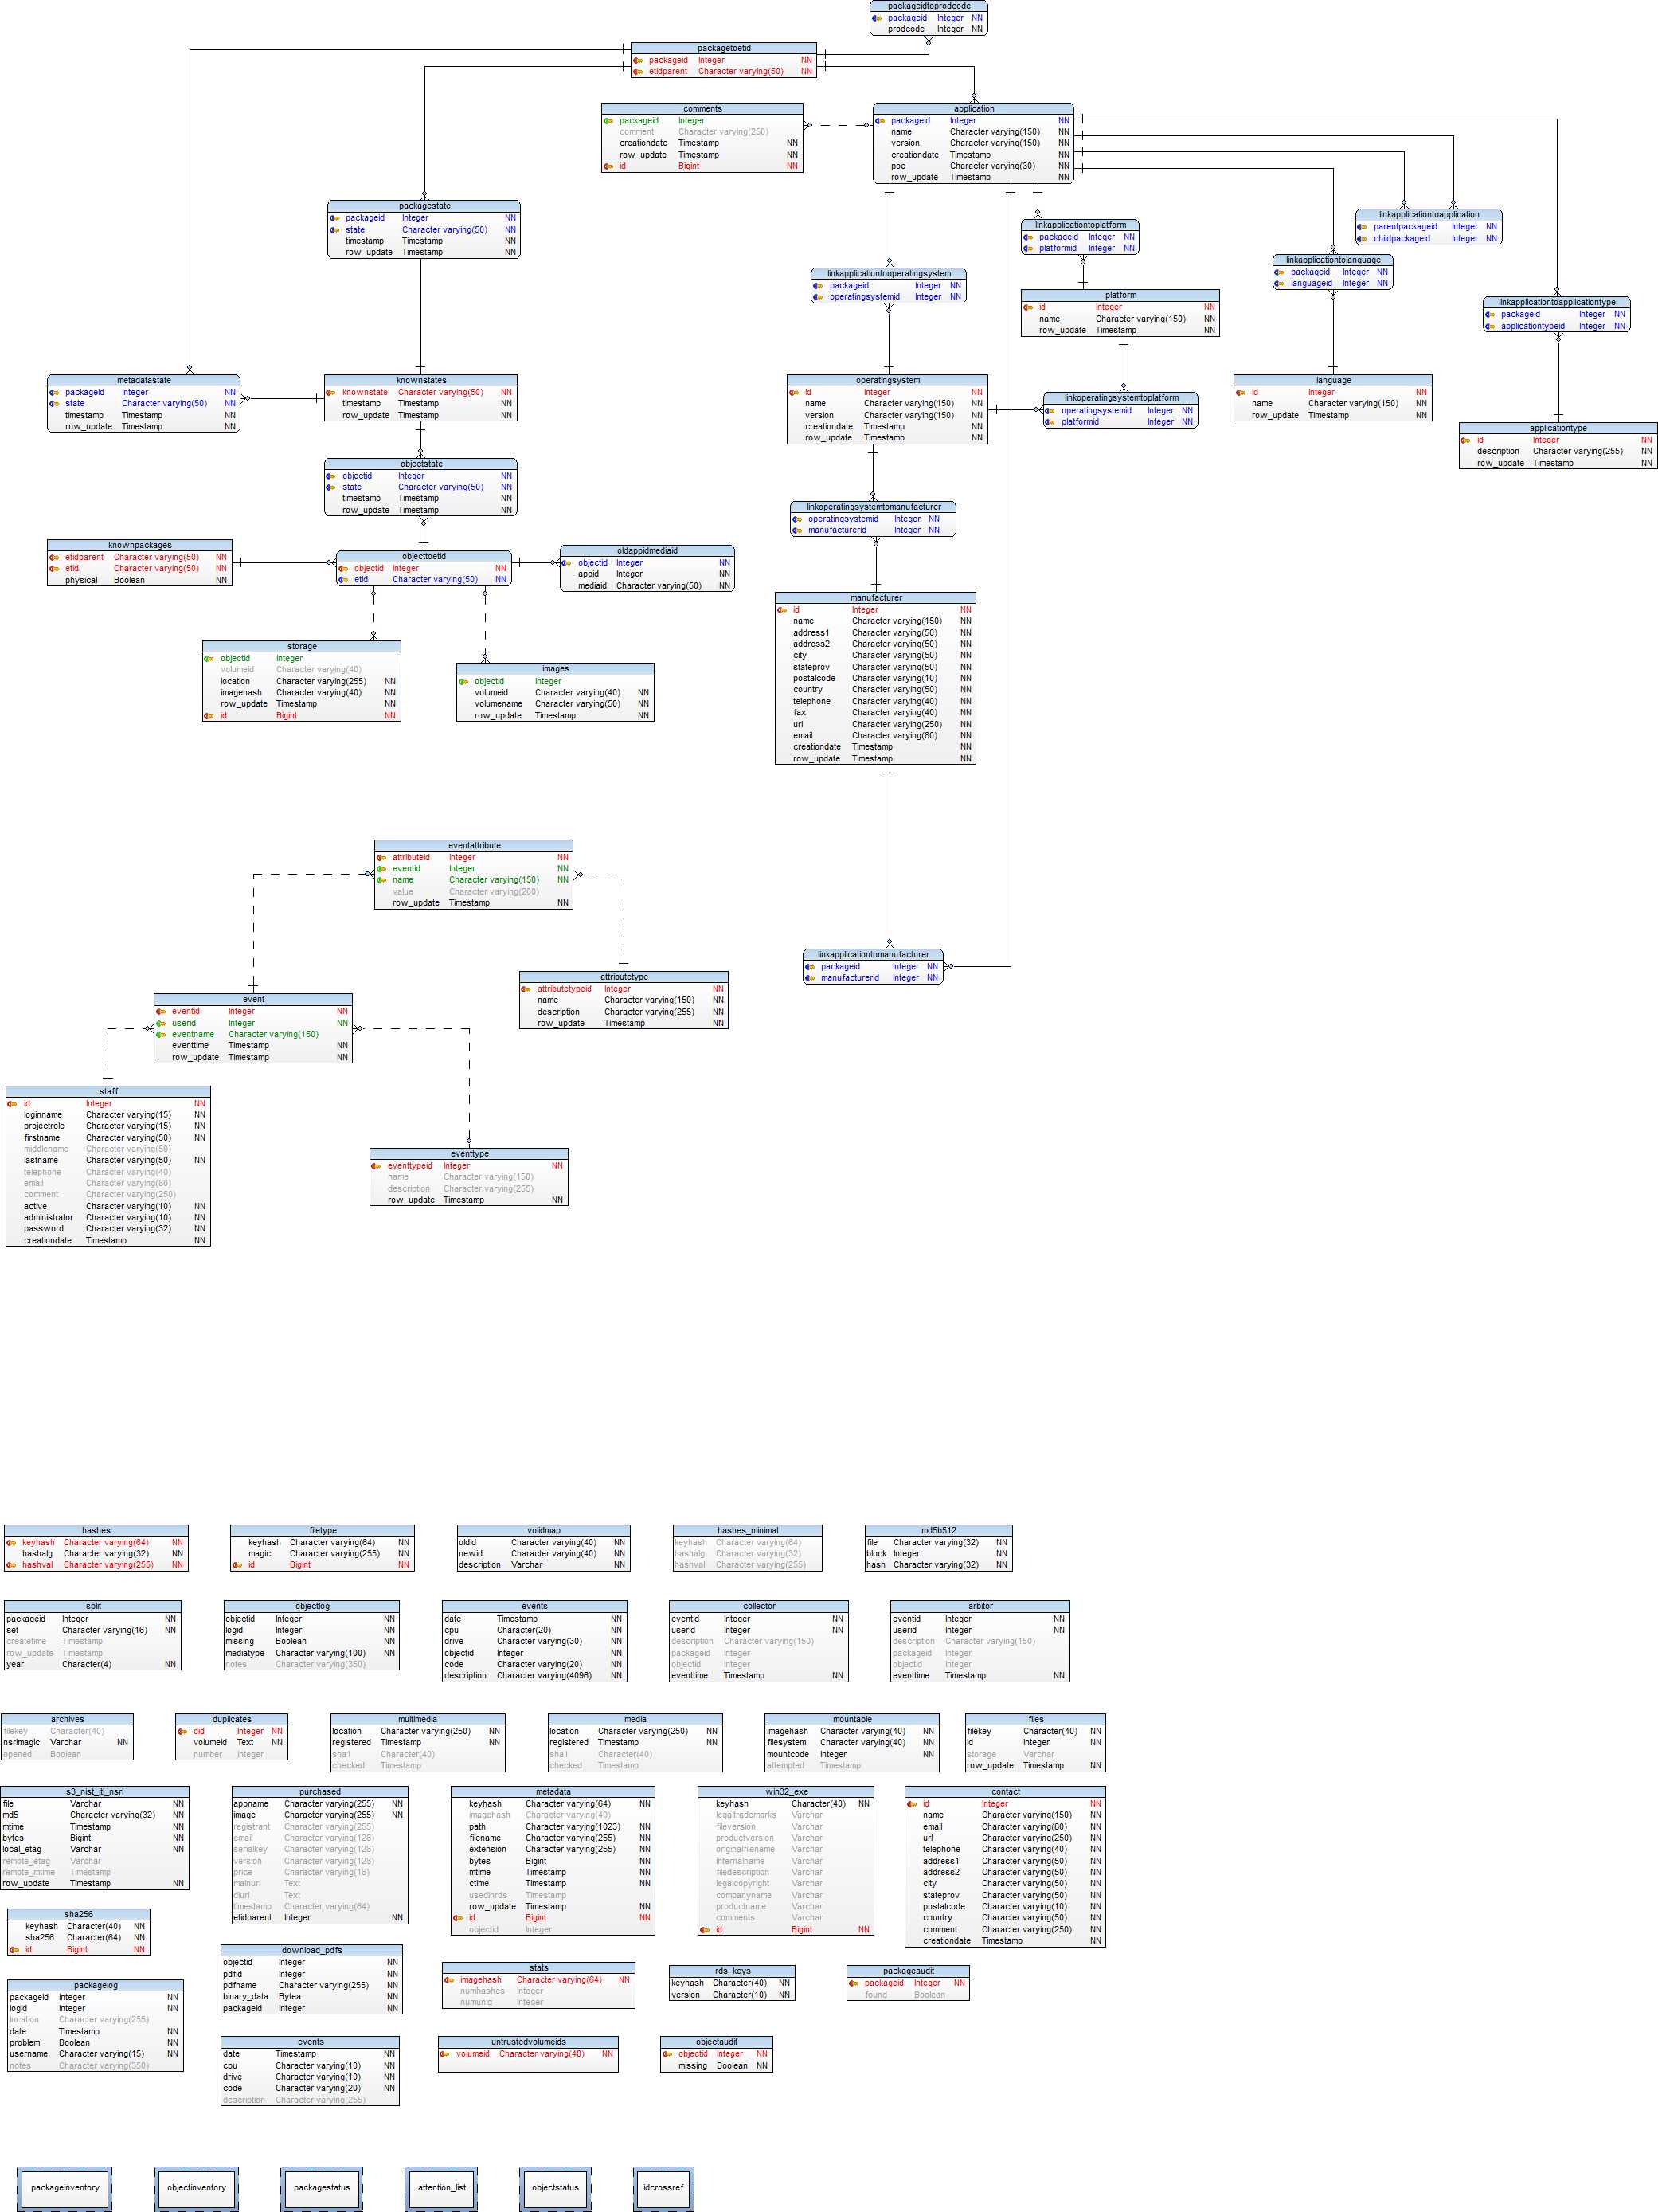 packageidtoprodcode
packageid Integer NN
prodcode Integer NN
packagetoetid
packageid Integer NN
etidparent Character varying(50) NN
comments
packageid Integer
comment Character varying(250)
creationdate Timestamp NN
row_update Timestamp NN
id Bigint NN
application
packageid Integer NN
name Character varying(150) NN
version Character varying(150) NN
creationdate Timestamp NN
poe Character varying(30) NN
row_update Timestamp NN
packagestate
packageid Integer NN
state Character varying(50) NN
timestamp Timestamp NN
row_update Timestamp NN
linkapplicationtoplatform
packageid Integer NN
platformid Integer NN
linkapplicationtoapplication
parentpackageid Integer NN
childpackageid Integer NN
linkapplicationtooperatingsystem
packageid Integer NN
operatingsystemid Integer NN
linkapplicationtolanguage
packageid Integer NN
languageid Integer NN
platform
id Integer NN
name Character varying(150) NN
row_update Timestamp NN
linkapplicationtoapplicationtype
packageid Integer NN
applicationtypeid Integer NN
metadatastate
packageid Integer NN
state Character varying(50) NN
timestamp Timestamp NN
row_update Timestamp NN
knownstates
knownstate Character varying(50) NN
timestamp Timestamp NN
row_update Timestamp NN
operatingsystem
id Integer NN
name Character varying(150) NN
version Character varying(150) NN
creationdate Timestamp NN
row_update Timestamp NN
linkoperatingsystemtoplatform
operatingsystemid Integer NN
platformid Integer NN
language
id Integer NN
name Character varying(150) NN
row_update Timestamp NN
applicationtype
id Integer NN
description Character varying(255) NN
row_update Timestamp NN
objectstate
objectid Integer NN
state Character varying(50) NN
timestamp Timestamp NN
row_update Timestamp NN
linkoperatingsystemtomanufacturer
operatingsystemid Integer NN
manufacturerid Integer NN
knownpackages
etidparent Character varying(50) NN
etid Character varying(50) NN
physical Boolean NN
objecttoetid
objectid Integer NN
etid Character varying(50) NN
oldappidmediaid
objectid Integer NN
appid Integer NN
mediaid Character varying(50) NN
manufacturer
id Integer NN
name Character varying(150) NN
address1 Character varying(50) NN
address2 Character varying(50) NN
city Character varying(50) NN
stateprov Character varying(50) NN
postalcode Character varying(10) NN
country Character varying(50) NN
telephone Character varying(40) NN
fax Character varying(40) NN
url Character varying(250) NN
email Character varying(80) NN
creationdate Timestamp NN
row_update Timestamp NN
storage
objectid Integer
volumeid Character varying(40)
location Character varying(255) NN
imagehash Character varying(40) NN
row_update Timestamp NN
id Bigint NN
images
objectid Integer
volumeid Character varying(40) NN
volumename Character varying(50) NN
row_update Timestamp NN
eventattribute
attributeid Integer NN
eventid Integer NN
name Character varying(150) NN
value Character varying(200)
row_update Timestamp NN
linkapplicationtomanufacturer
packageid Integer NN
manufacturerid Integer NN
attributetype
attributetypeid Integer NN
name Character varying(150) NN
description Character varying(255) NN
row_update Timestamp NN
event
eventid Integer NN
userid Integer NN
eventname Character varying(150)
eventtime Timestamp NN
row_update Timestamp NN
staff
id Integer NN
loginname Character varying(15) NN
projectrole Character varying(15) NN
firstname Character varying(50) NN
middlename Character varying(50)
lastname Character varying(50) NN
telephone Character varying(40)
email Character varying(80)
comment Character varying(250)
active Character varying(10) NN
administrator Character varying(10) NN
password Character varying(32) NN
creationdate Timestamp NN
eventtype
eventtypeid Integer NN
name Character varying(150)
description Character varying(255)
row_update Timestamp NN
hashes
keyhash Character varying(64) NN
hashalg Character varying(32) NN
hashval Character varying(255) NN
filetype
keyhash Character varying(64) NN
magic Character varying(255) NN
id Bigint NN
volidmap
oldid Character varying(40) NN
newid Character varying(40) NN
description Varchar NN
hashes_minimal
keyhash Character varying(64)
hashalg Character varying(32)
hashval Character varying(255)
md5b512
file Character varying(32) NN
block Integer NN
hash Character varying(32) NN
split
packageid Integer NN
set Character varying(16) NN
createtime Timestamp
row_update Timestamp
year Character(4) NN
objectlog
objectid Integer NN
logid Integer NN
missing Boolean NN
mediatype Character varying(100) NN
notes Character varying(350)
events
date Timestamp NN
cpu Character(20) NN
drive Character varying(30) NN
objectid Integer NN
code Character varying(20) NN
description Character varying(4096) NN
collector
eventid Integer NN
userid Integer NN
description Character varying(150)
packageid Integer
objectid Integer
eventtime Timestamp NN
arbitor
eventid Integer NN
userid Integer NN
description Character varying(150)
packageid Integer
objectid Integer
eventtime Timestamp NN
archives
filekey Character(40)
nsrlmagic Varchar NN
opened Boolean
duplicates
did Integer NN
volumeid Text NN
number Integer
multimedia
location Character varying(250) NN
registered Timestamp NN
sha1 Character(40)
checked Timestamp
media
location Character varying(250) NN
registered Timestamp NN
sha1 Character(40)
checked Timestamp
mountable
imagehash Character varying(40) NN
filesystem Character varying(40) NN
mountcode Integer NN
attempted Timestamp
files
filekey Character(40) NN
id Integer NN
storage Varchar
row_update Timestamp NN
s3_nist_itl_nsrl
file Varchar NN
md5 Character varying(32) NN
mtime Timestamp NN
bytes Bigint NN
local_etag Varchar NN
remote_etag Varchar
remote_mtime Timestamp
row_update Timestamp NN
purchased
appname Character varying(255) NN
image Character varying(255) NN
registrant Character varying(255)
email Character varying(128)
serialkey Character varying(128)
version Character varying(128)
price Character varying(16)
mainurl Text
dlurl Text
timestamp Character varying(64)
etidparent Integer NN
metadata
keyhash Character varying(64) NN
imagehash Character varying(40)
path Character varying(1023) NN
filename Character varying(255) NN
extension Character varying(255) NN
bytes Bigint NN
mtime Timestamp NN
ctime Timestamp NN
usedinrds Timestamp
row_update Timestamp NN
id Bigint NN
objectid Integer
win32_exe
keyhash Character(40) NN
legaltrademarks Varchar
fileversion Varchar
productversion Varchar
originalfilename Varchar
internalname Varchar
filedescription Varchar
legalcopyright Varchar
companyname Varchar
productname Varchar
comments Varchar
id Bigint NN
contact
id Integer NN
name Character varying(150) NN
email Character varying(80) NN
url Character varying(250) NN
telephone Character varying(40) NN
address1 Character varying(50) NN
address2 Character varying(50) NN
city Character varying(50) NN
stateprov Character varying(50) NN
postalcode Character varying(10) NN
country Character varying(50) NN
comment Character varying(250) NN
creationdate Timestamp NN
sha256
keyhash Character(40) NN
sha256 Character(64) NN
id Bigint NN
download_pdfs
objectid Integer NN
pdfid Integer NN
pdfname Character varying(255) NN
binary_data Bytea NN
packageid Integer NN
stats
imagehash Character varying(64) NN
numhashes Integer
numuniq Integer
rds_keys
keyhash Character(40) NN
version Character(10) NN
packageaudit
packageid Integer NN
found Boolean
packagelog
packageid Integer NN
logid Integer NN
location Character varying(255)
date Timestamp NN
problem Boolean NN
username Character varying(15) NN
notes Character varying(350)
events
date Timestamp NN
cpu Character varying(10) NN
drive Character varying(10) NN
code Character varying(20) NN
description Character varying(255)
untrustedvolumeids
volumeid Character varying(40) NN
objectaudit
objectid Integer NN
missing Boolean NN
packageinventory
objectinventory
packagestatus
attention_list
objectstatus
idcrossref